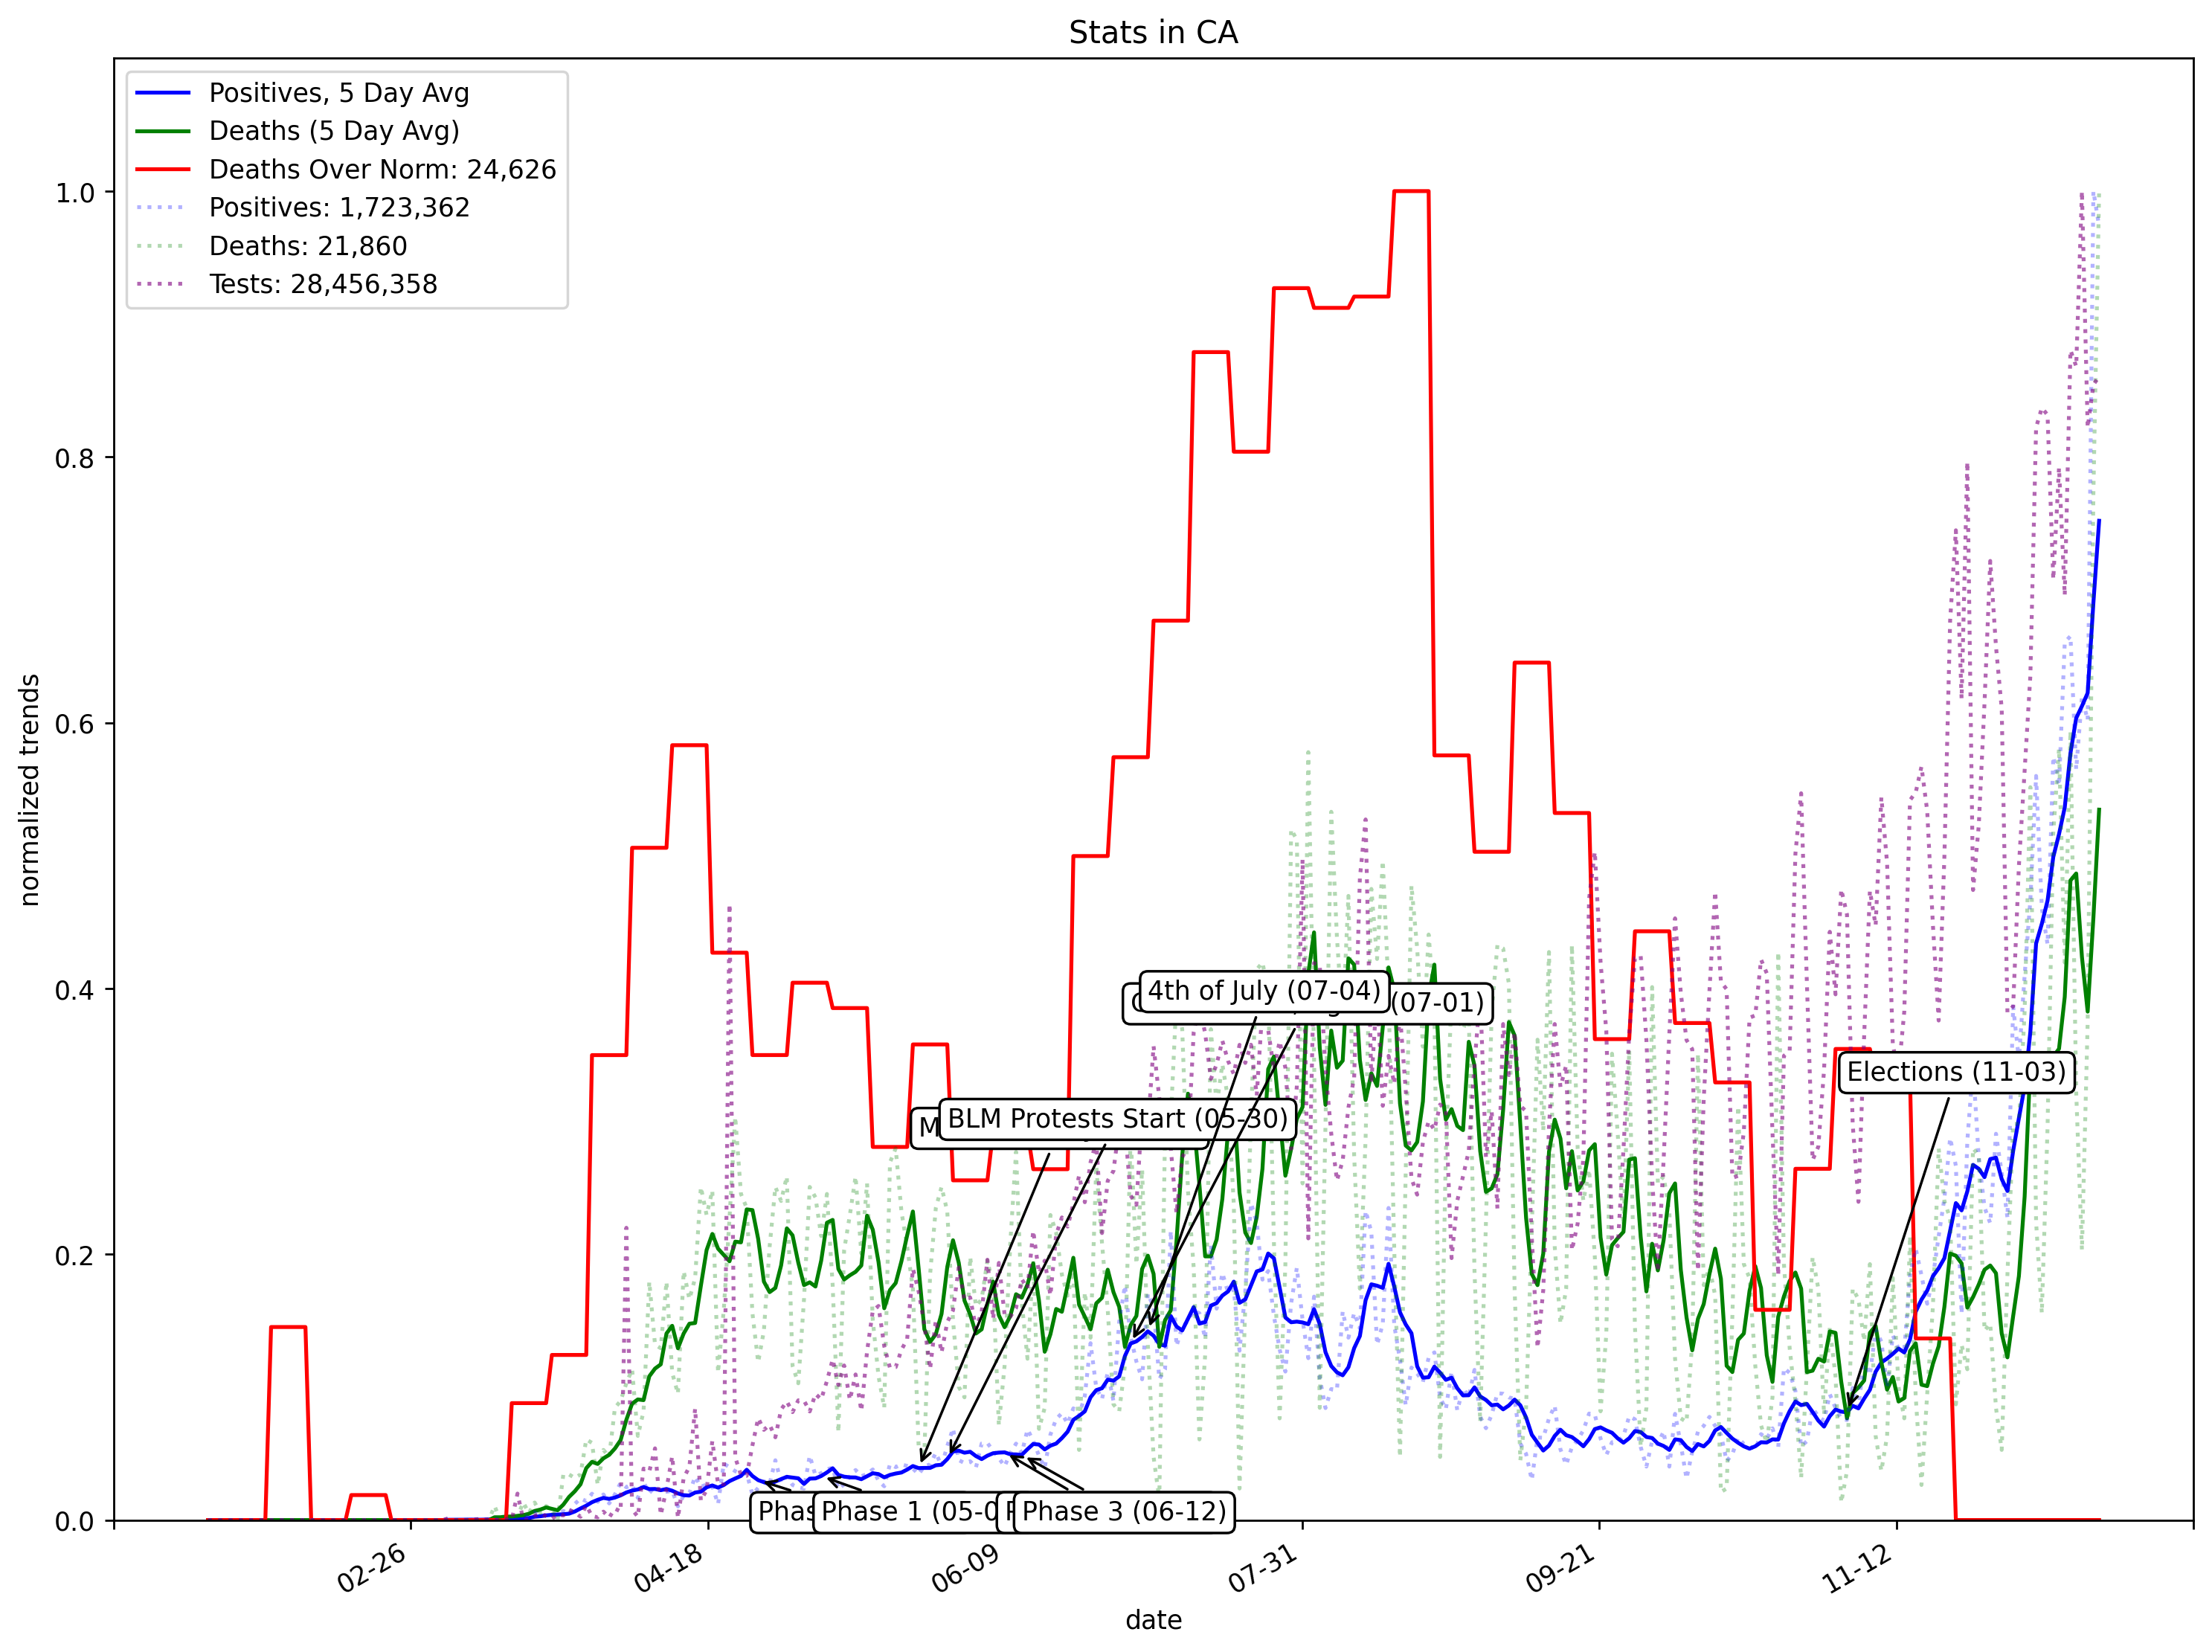 Stats in CA
Positives, 5 Day Avg
Deaths (5 Day Avg)
Deaths Over Norm: 24,626
Positives: 1,723,362
Deaths: 21,860
Tests: 28,456,358
1.0
0.8
0.6
0.4
0.2
0.0
normalized trends
4th of July (07-04)
(07-01)
Elections (11-03)
BLM Protests Start (05-30)
Phase 1 (05-0
Phase 3 (06-12)
02-26
04-18
06-09
07-31
09-21
11-12
date